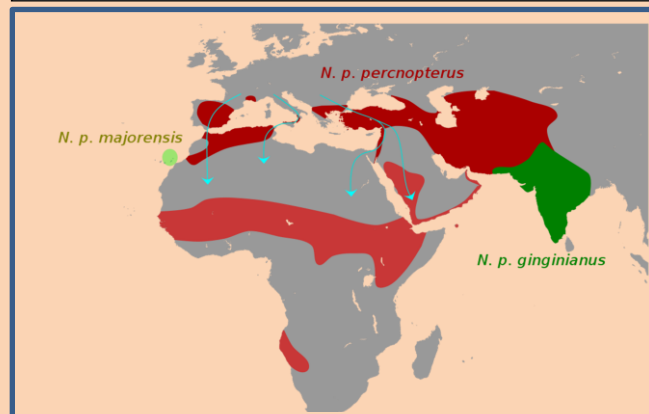 N. p. percnopterus
N. p. majorensis
N. p. ginginianus